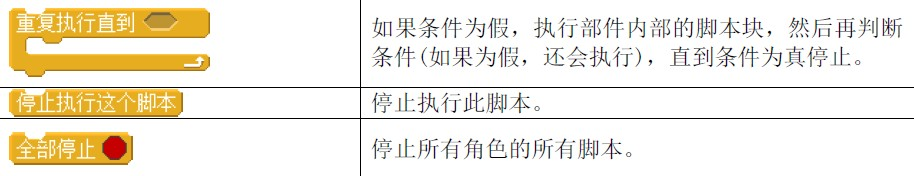 重复执行直到
如果条件为假，执行部件内部的脚本块，然后再判断
条件(如果为假，还会执行)，直到条件为真停止。
停止执行这个脚本
停止执行此脚本。
全部停止
停止所有角色的所有脚本。